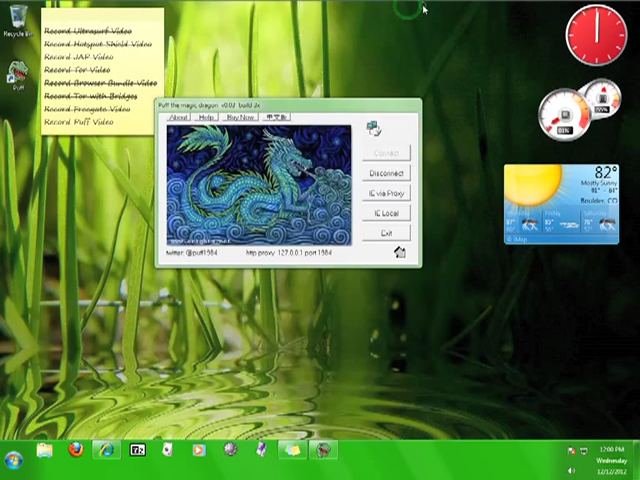 Recycle Bin
Puff
Record Ultrasurf Video
Record Hotspot Shield Video
Record JAP Video
Record Tor Video
Record Browser Bundle Video
Record Tor with Bridges
Record Freegate Video
Record Puff Video
Puff the magic dragon
About
Help
Buy Now
中文版
Connect
Disconnect
IE via Proxy
IE Local
Exit
twitter: @puff1984
http proxy: 127.0.0.1 port:1984
82°
Mostly Sunny
Boulder, CO
Friday
12:00 PM
Wednesday
12/12/2012